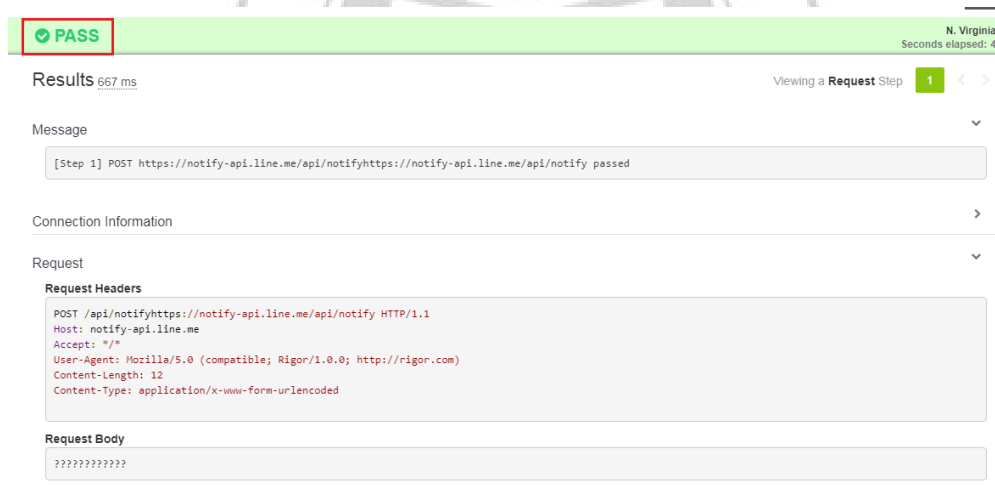 PASS
N. Virginia
Seconds elapsed: 4
Results 667 ms
Viewing a Request Step 1
Message
[Step 1] POST https://notify-api.line.me/api/notifyhttps://notify-api.line.me/api/notify passed
Connection Information
Request
Request Headers
POST /api/notifyhttps://notify-api.line.me/api/notify HTTP/1.1
Host: notify-api.line.me
Accept: */*
User-Agent: Mozilla/5.0 (compatible; Rigor/1.0.0; http://rigor.com)
Content-Length: 12
Content-Type: application/x-www-form-urlencoded
Request Body
????????????